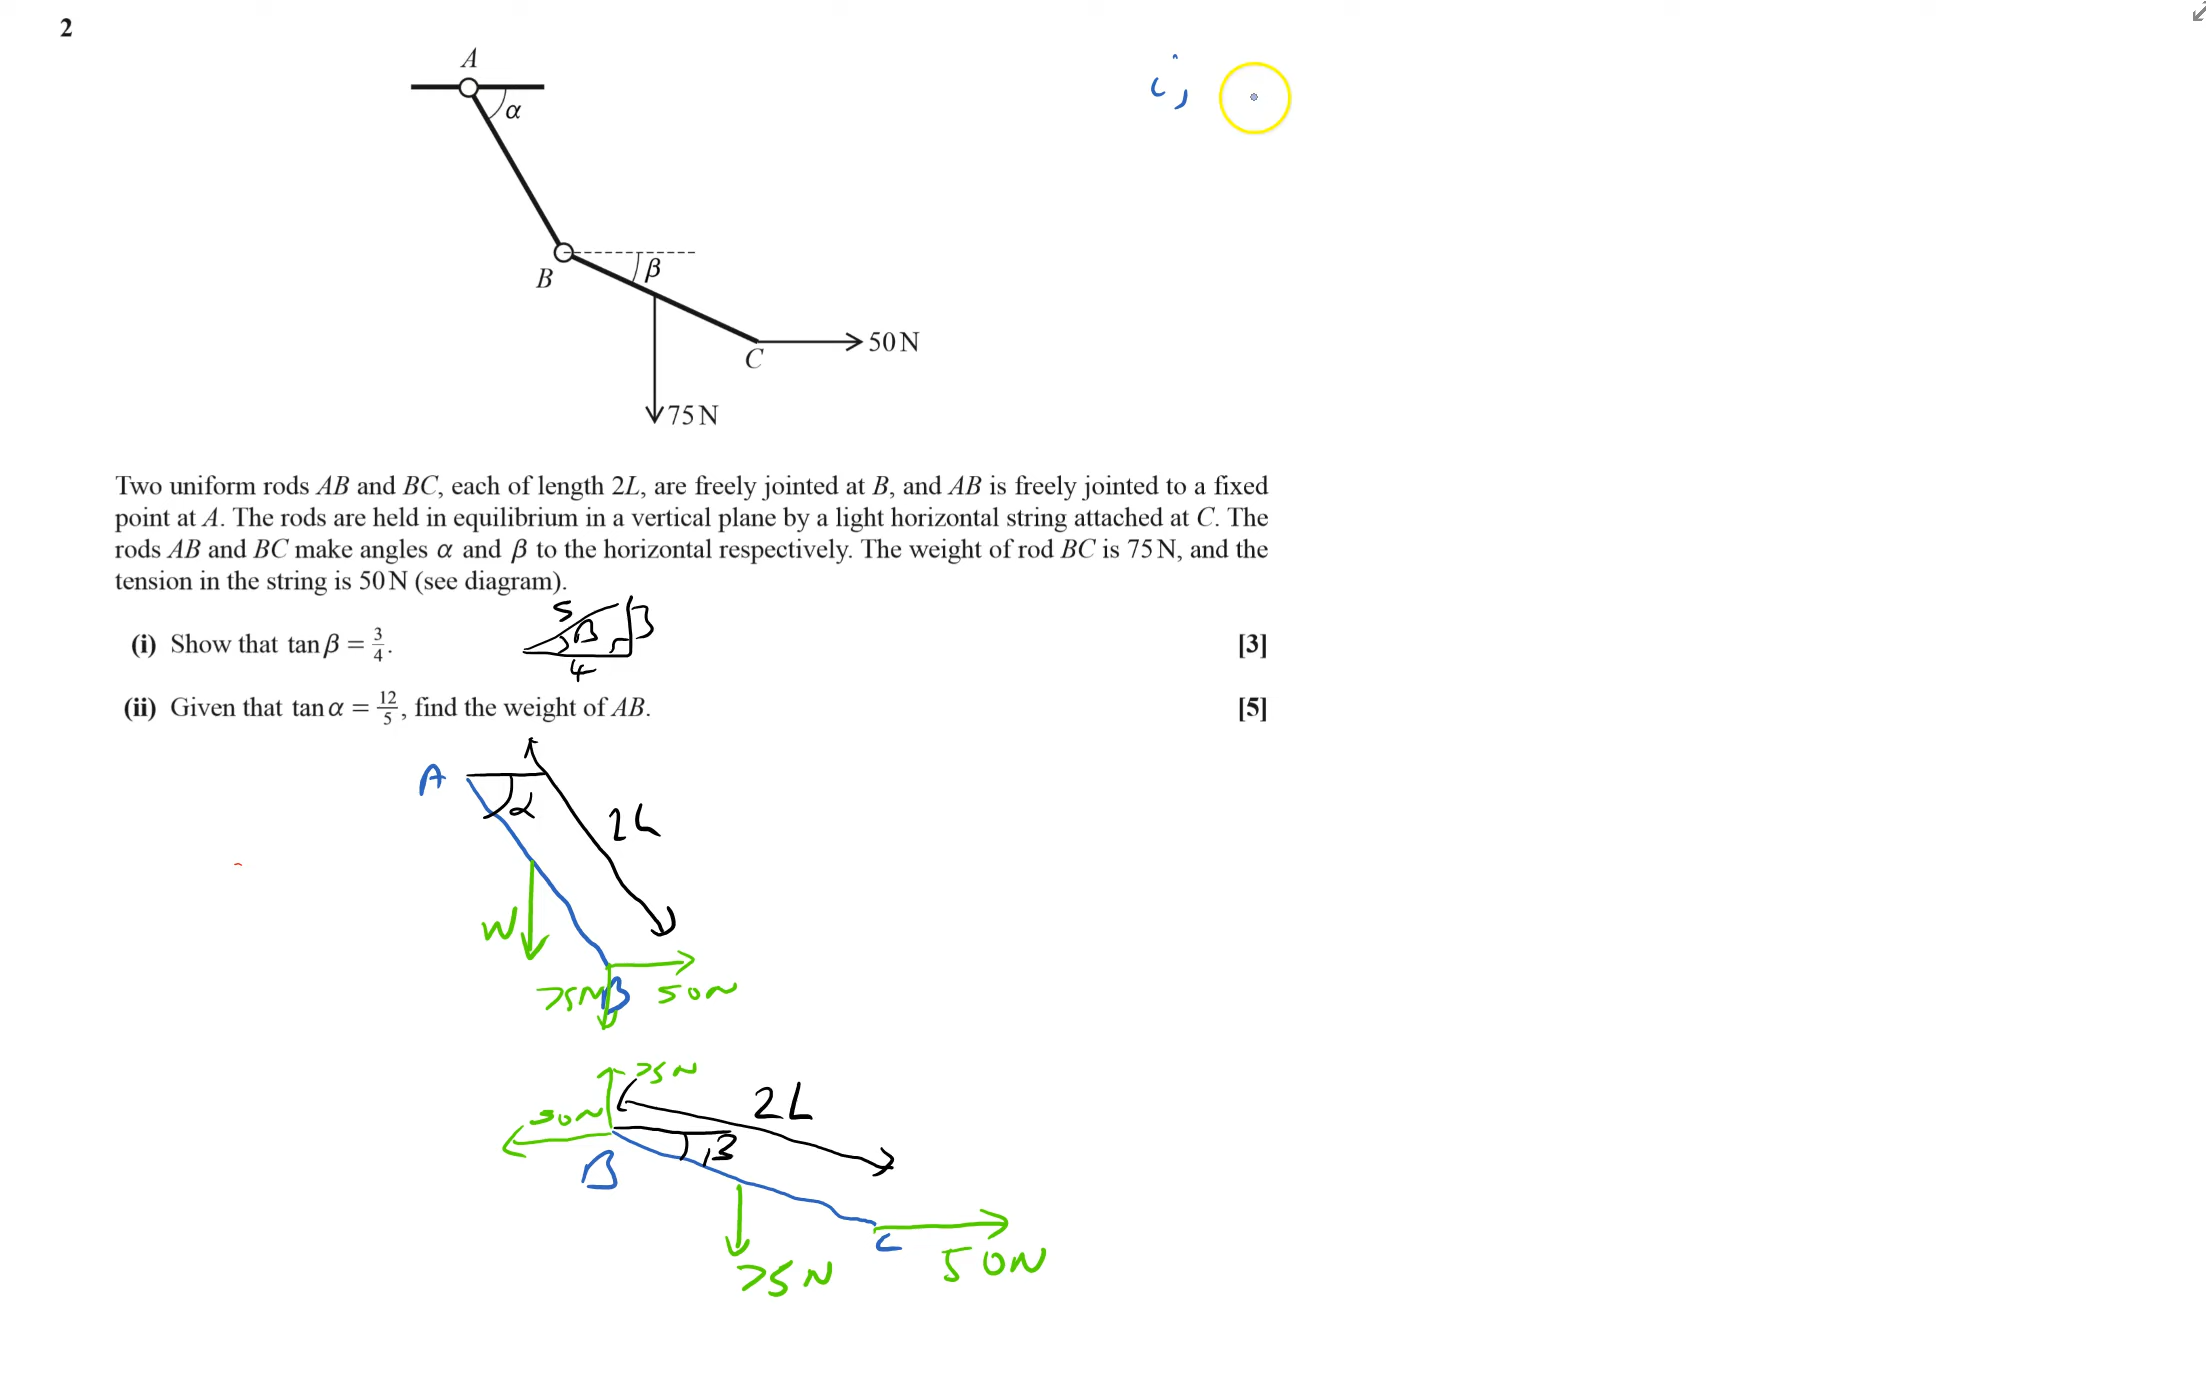 2
i)
A
α
B
β
C
50 N
75 N
Two uniform rods AB and BC, each of length 2L, are freely jointed at B, and AB is freely jointed to a fixed
point at A. The rods are held in equilibrium in a vertical plane by a light horizontal string attached at C. The
rods AB and BC make angles α and β to the horizontal respectively. The weight of rod BC is 75 N, and the
tension in the string is 50 N (see diagram).
5
β
3
4
(i) Show that tan β = 3/4. [3]
(ii) Given that tan α = 12/5, find the weight of AB. [5]
A
α
2L
W
75N
B
50N
75N
50N
2L
β
B
C
75N
50N